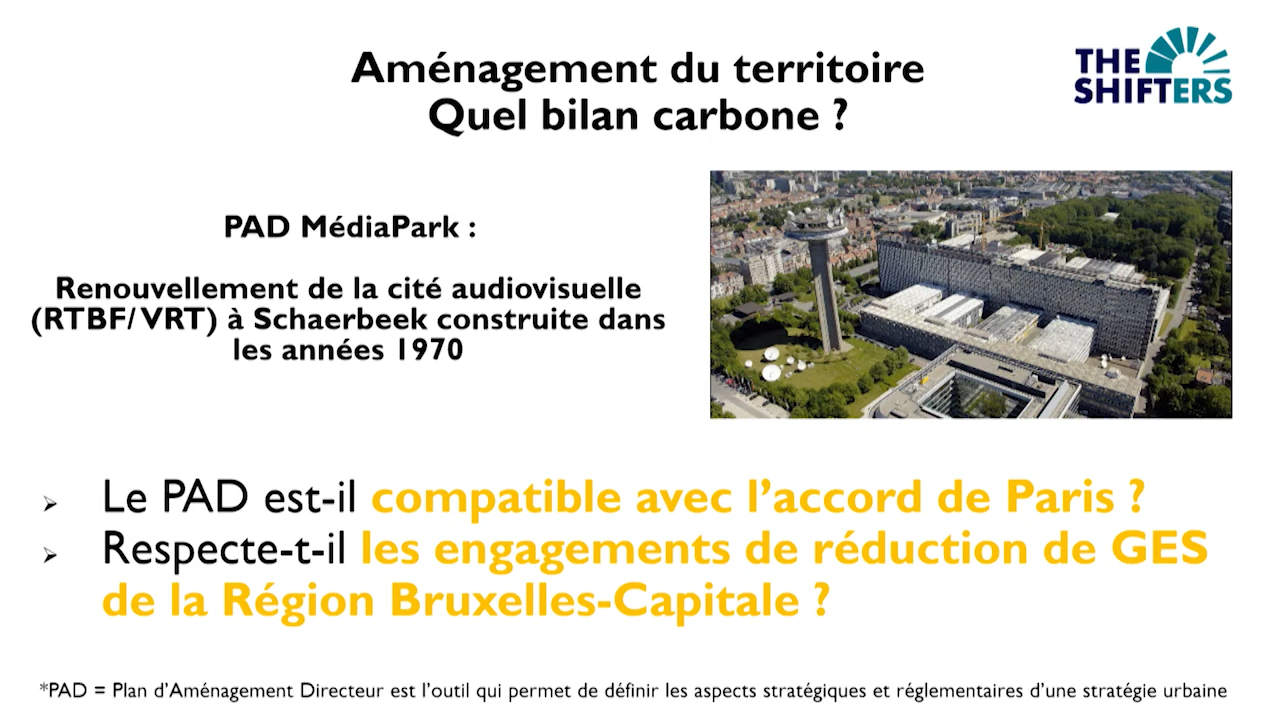 Aménagement du territoire
Quel bilan carbone ?
THE
SHIFTERS
PAD MédiaPark :
Renouvellement de la cité audiovisuelle
(RTBF/VRT) à Schaerbeek construite dans
les années 1970
➢ Le PAD est-il compatible avec l’accord de Paris ?
➢ Respecte-t-il les engagements de réduction de GES
de la Région Bruxelles-Capitale ?
*PAD = Plan d’Aménagement Directeur est l’outil qui permet de définir les aspects stratégiques et réglementaires d’une stratégie urbaine